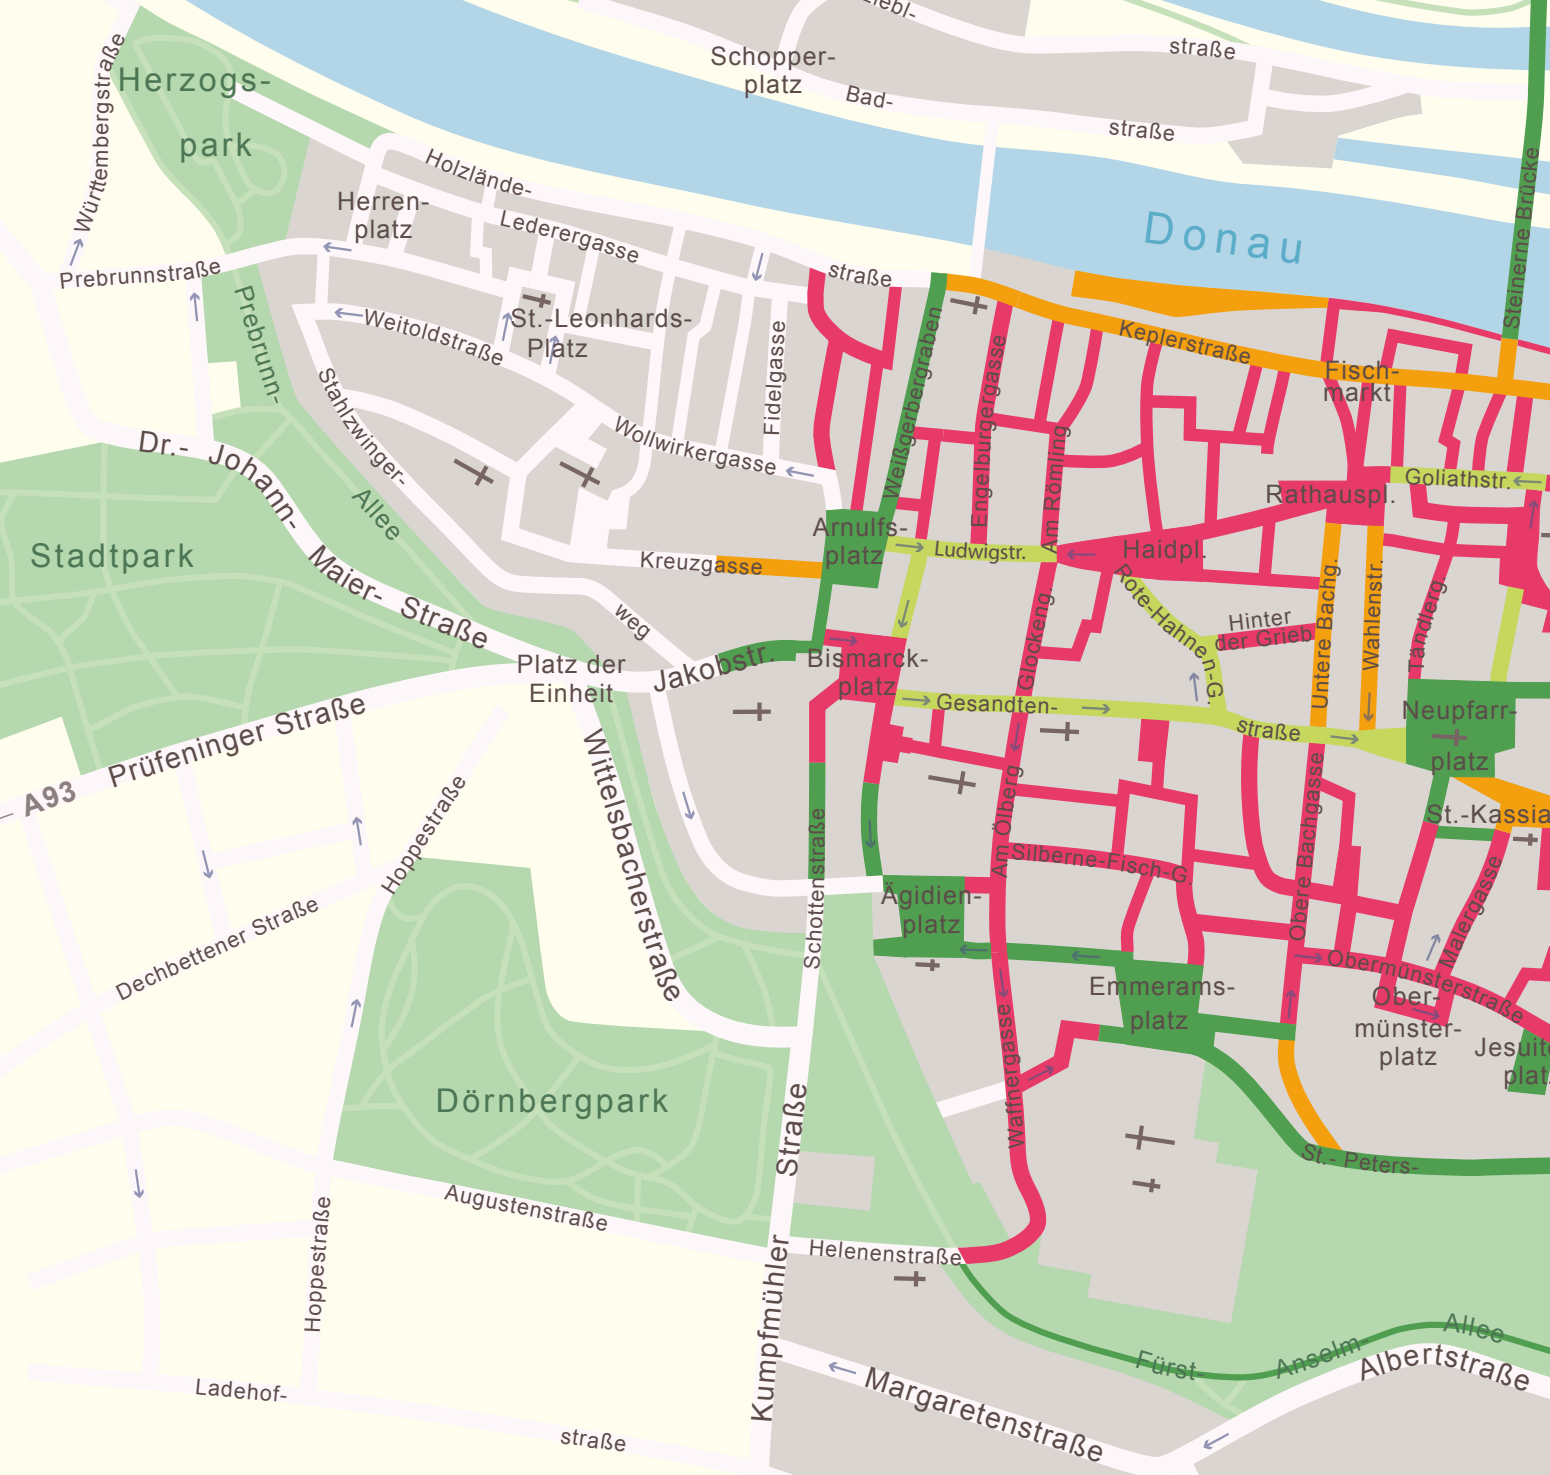 Liebl-
straße
Schopper-
platz
Bad-
straße
Herzogs-
park
Württembergstraße
Holzlände-
straße
Herren-
platz
Lederergasse
Donau
Steinerne Brücke
Prebrunnstraße
Prebrunn-
Allee
Weitoldstraße
St.-Leonhards-
Platz
Fidelgasse
Weißgerbergraben
Engelburgergasse
Keplerstraße
Fisch-
markt
Stahlzwinger-
weg
Wollwirkergasse
Am Römling
Dr.- Johann-
Maier- Straße
Goliathstr.
Rathauspl.
Stadtpark
Arnulfs-
platz
Ludwigstr.
Haidpl.
Kreuzgasse
Rote-Hahnen-G.
Hinter
der Grieb
Untere Bachg.
Wahlenstr.
Tändlerg.
Glockeng.
Platz der
Einheit
Jakobstr.
Bismarck-
platz
Gesandten-
straße
Neupfarr-
platz
Prüfeninger Straße
A93
Wittelsbacherstraße
Hoppestraße
Schottenstraße
Am Ölberg
Silberne-Fisch-G.
Obere Bachgasse
St.-Kassia
Malergasse
Dechbettener Straße
Ägidien-
platz
Obermünsterstraße
Emmerams-
platz
Ober-
münster-
platz
Jesuite
plat
Waffnergasse
Dörnbergpark
St.- Peters-
Augustenstraße
Hoppestraße
Kumpfmühler Straße
Helenenstraße
Fürst-
Anselm-
Allee
Albertstraße
Margaretenstraße
Ladehof-
straße